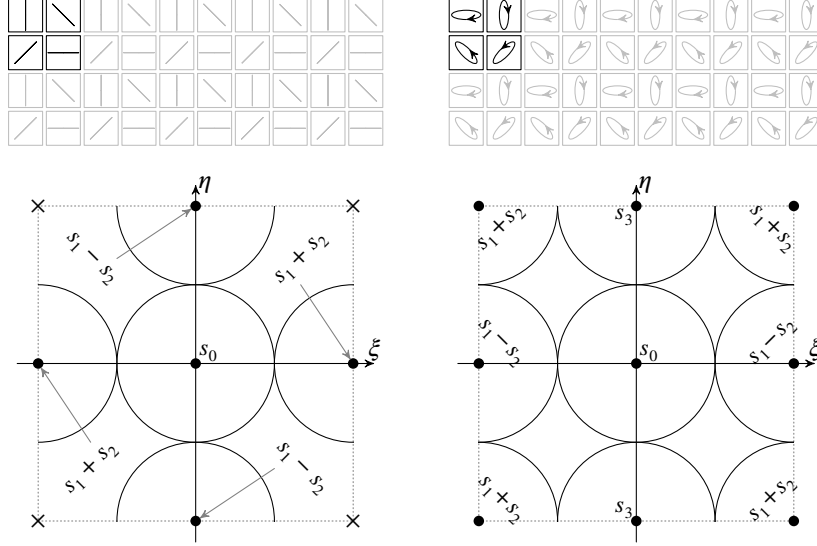 η
s₁ − s₂
s₁ + s₂
s₀
ξ
s₁ + s₂
s₁ − s₂
η
s₁+s₂
s₃
s₁+s₂
s₁−s₂
s₀
s₁−s₂
ξ
s₁+s₂
s₃
s₁+s₂